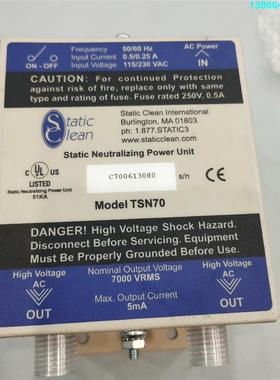 13860
Frequency 50/60 Hz
Input Current 0.5/0.25 A
Input Voltage 115/230 VAC
AC Power
IN
CAUTION: For continued Protection
against risk of fire, replace only with same
type and rating of fuse. Fuse rated 250V, 0.5A
Static
Clean
Static Clean International
Burlington, MA 01803
ph: 1.877.STATIC3
www.staticclean.com
Static Neutralizing Power Unit
C UL US
LISTED
Static Neutralizing Power Unit
51KA
C700613080 s/n
CE
Model TSN70
DANGER! High Voltage Shock Hazard.
Disconnect Before Servicing. Equipment
Must Be Properly Grounded Before Use.
High Voltage
AC
OUT
Nominal Output Voltage
7000 VRMS
Max. Output Current
5mA
High Voltage
AC
OUT